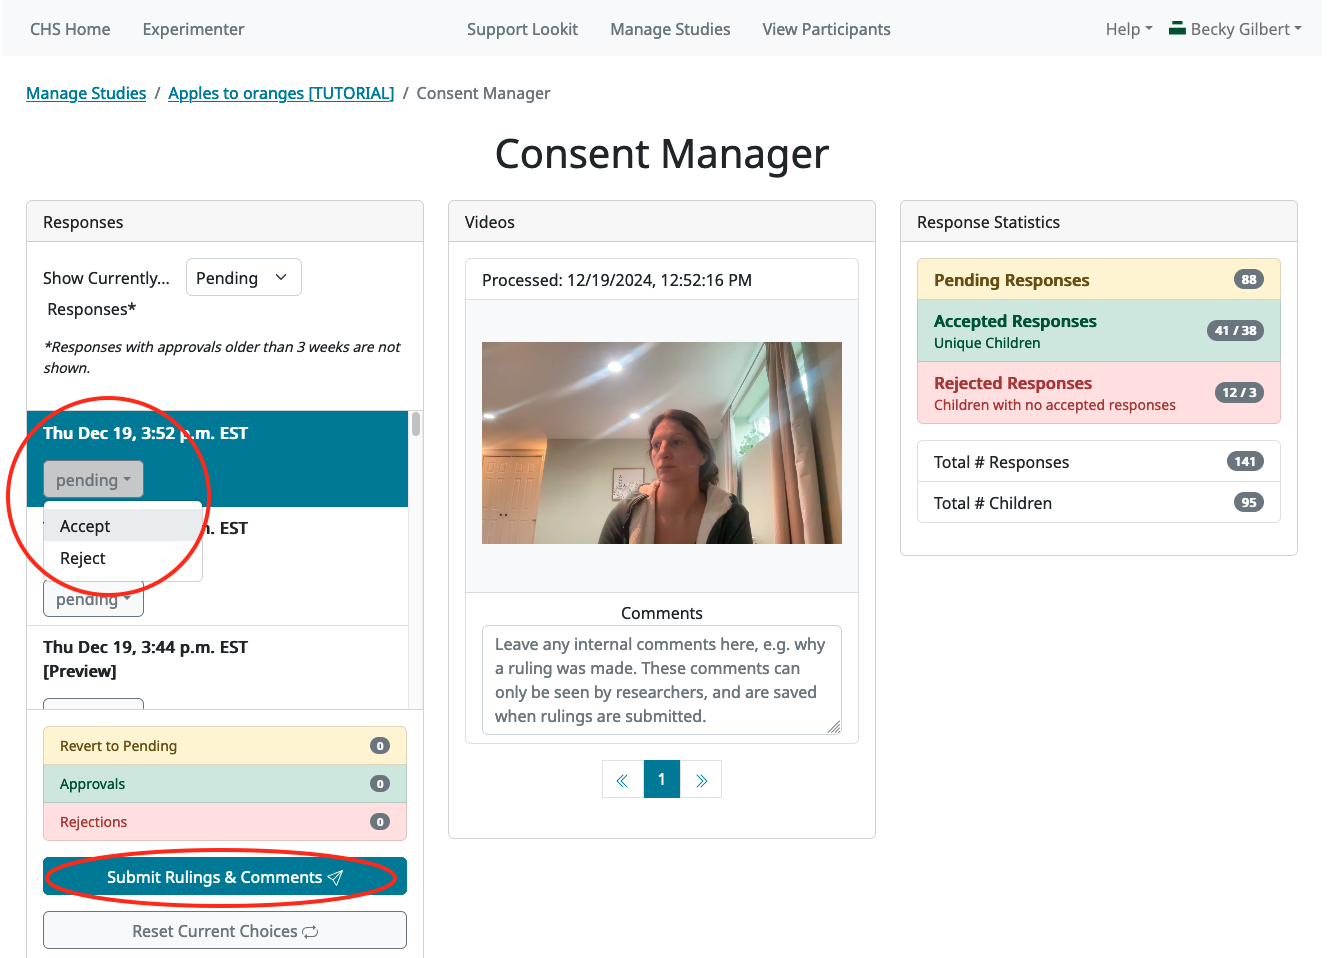 CHS Home Experimenter Support Lookit Manage Studies View Participants Help Becky Gilbert
Manage Studies / Apples to oranges [TUTORIAL] / Consent Manager
Consent Manager
Responses
Show Currently... Pending
Responses*
*Responses with approvals older than 3 weeks are not
shown.
Thu Dec 19, 3:52 p.m. EST
pending
Accept
Reject
. EST
pending
Thu Dec 19, 3:44 p.m. EST
[Preview]
Revert to Pending 0
Approvals 0
Rejections 0
Submit Rulings & Comments
Reset Current Choices
Videos
Processed: 12/19/2024, 12:52:16 PM
Comments
Leave any internal comments here, e.g. why
a ruling was made. These comments can
only be seen by researchers, and are saved
when rulings are submitted.
« 1 »
Response Statistics
Pending Responses 88
Accepted Responses 41 / 38
Unique Children
Rejected Responses 12 / 3
Children with no accepted responses
Total # Responses 141
Total # Children 95